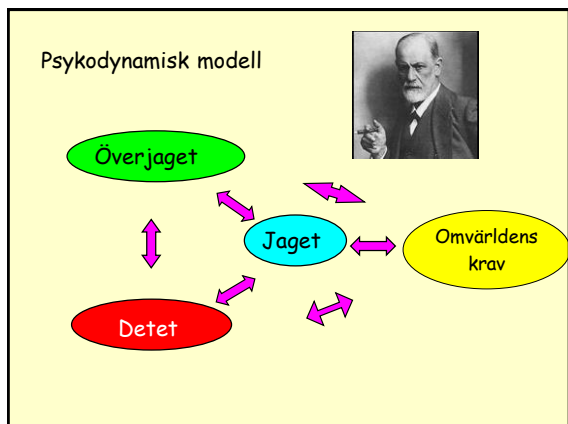 Psykodynamisk modell
Överjaget
Jaget
Omvärldens
krav
Detet